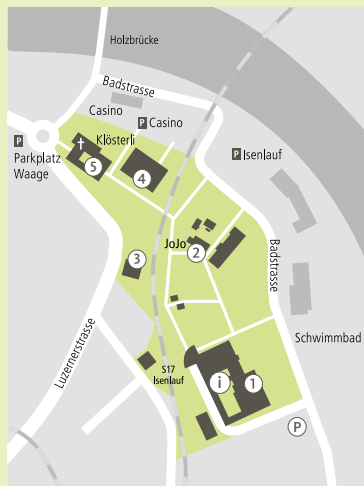 Holzbrücke
Badstrasse
Casino
P Casino
Klösterli
P
Parkplatz
Waage
5
4
P Isenlauf
JoJo
2
3
Badstrasse
Luzernerstrasse
Schwimmbad
S17
Isenlauf
i
1
P